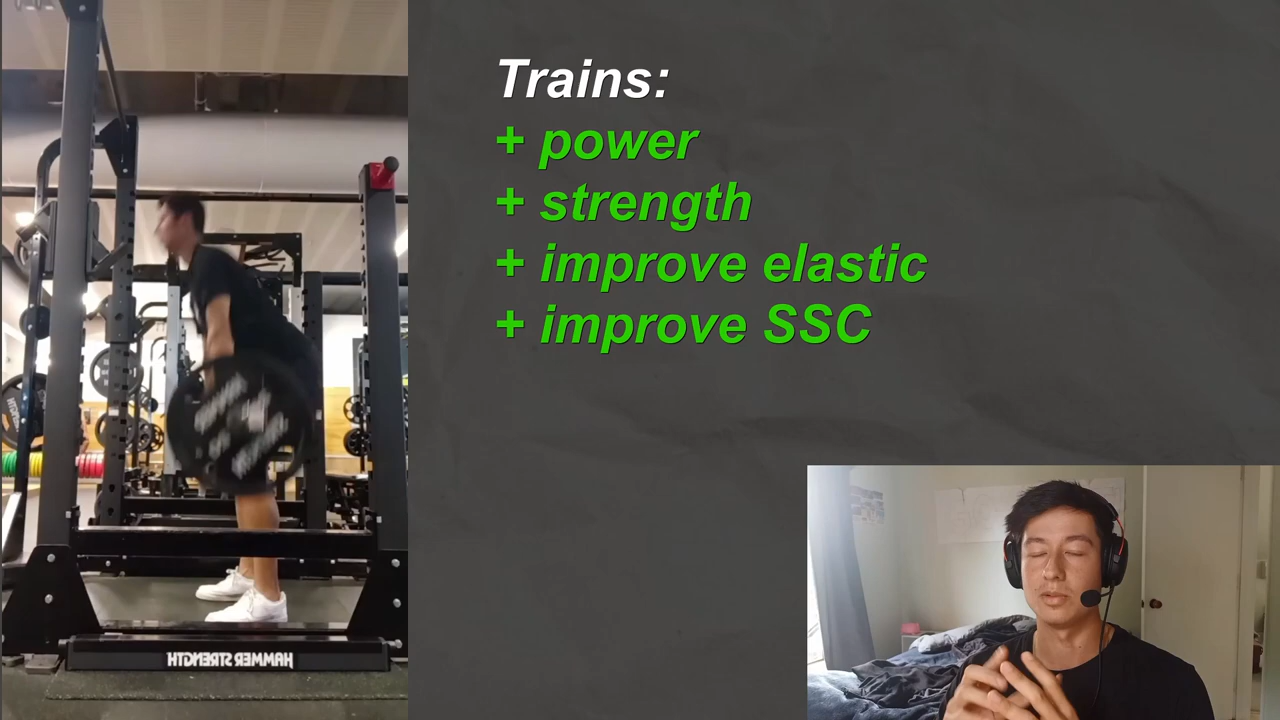 Trains:
+ power
+ strength
+ improve elastic
+ improve SSC
HAMMER STRENGTH